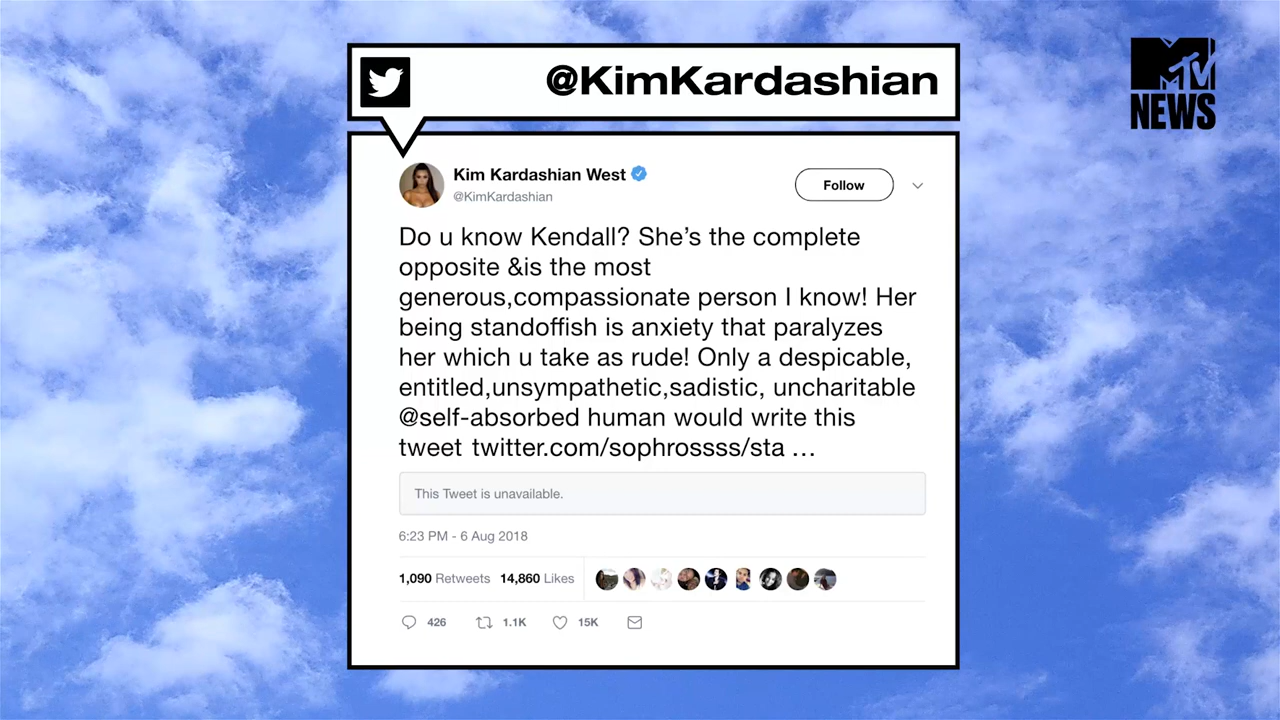 @KimKardashian
MTV
NEWS
Kim Kardashian West
@KimKardashian
Follow
Do u know Kendall? She's the complete
opposite &is the most
generous,compassionate person I know! Her
being standoffish is anxiety that paralyzes
her which u take as rude! Only a despicable,
entitled,unsympathetic,sadistic, uncharitable
@self-absorbed human would write this
tweet twitter.com/sophrossss/sta ...
This Tweet is unavailable.
6:23 PM - 6 Aug 2018
1,090 Retweets 14,860 Likes
426 1.1K 15K